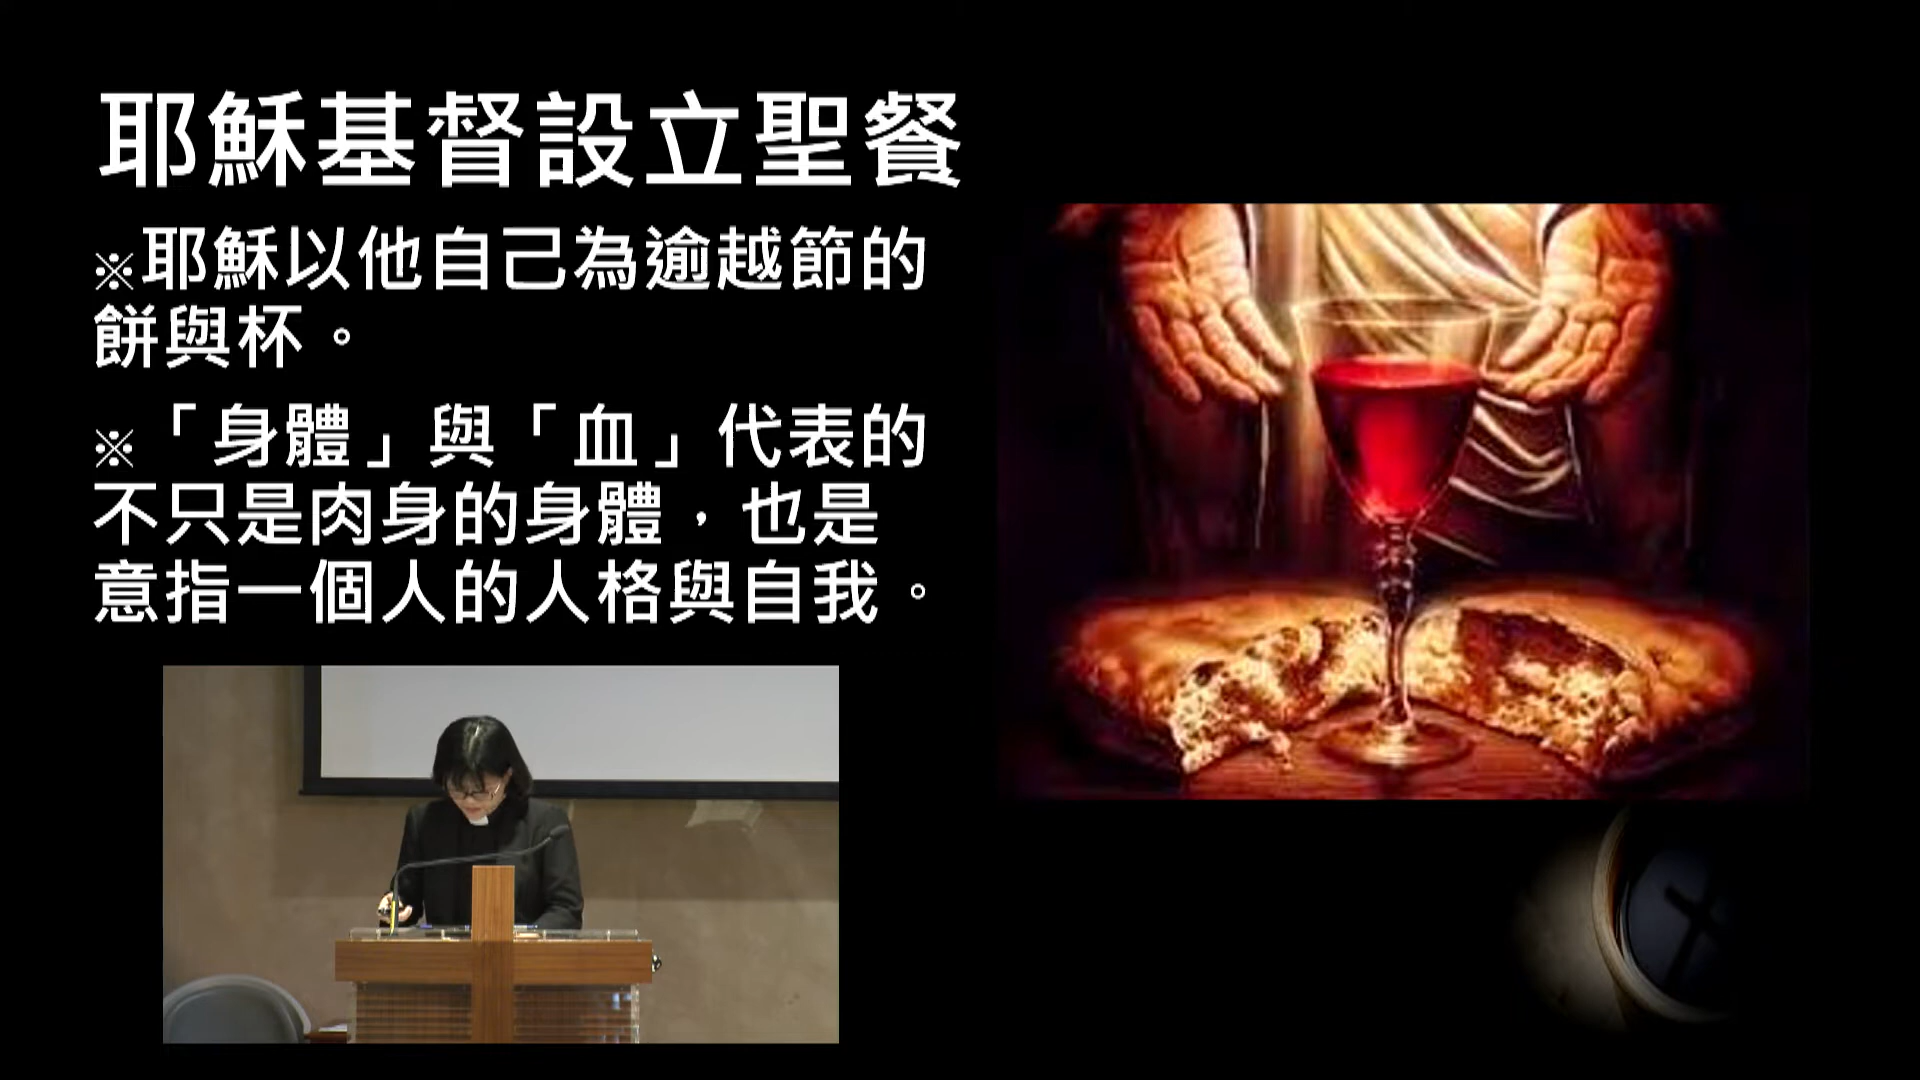 耶穌基督設立聖餐
※耶穌以他自己為逾越節的
餅與杯。
※「身體」與「血」代表的
不只是肉身的身體，也是
意指一個人的人格與自我。